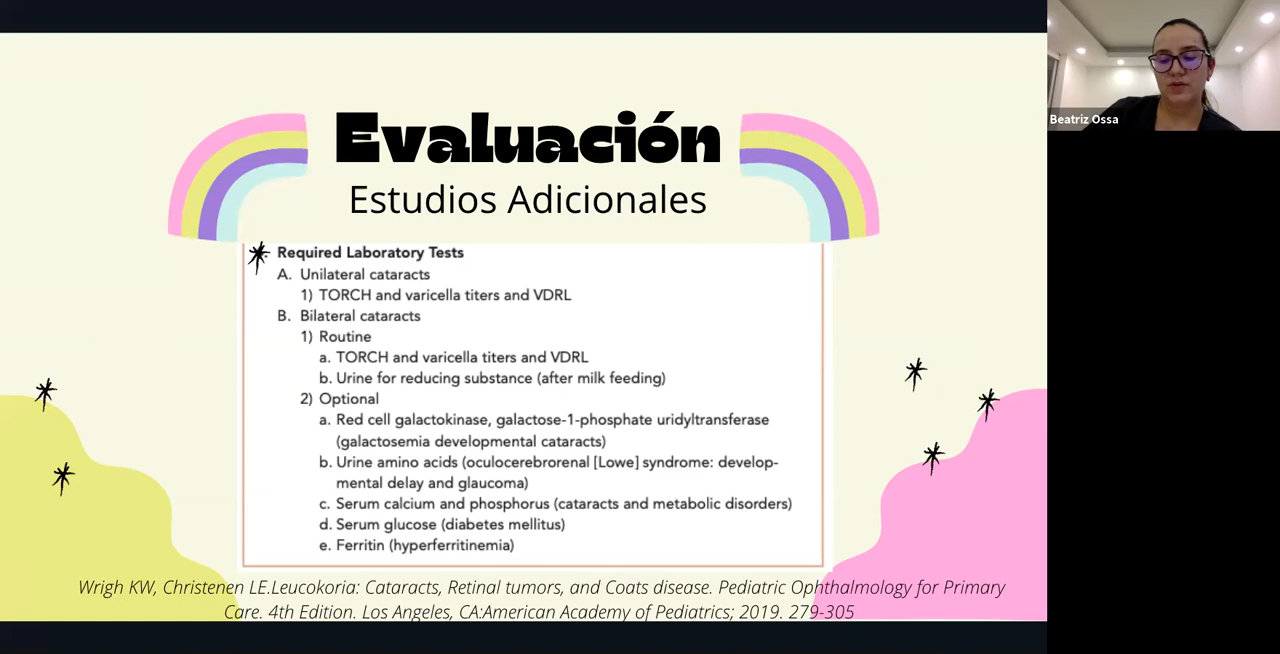 Evaluación
Estudios Adicionales
Required Laboratory Tests
A. Unilateral cataracts
1) TORCH and varicella titers and VDRL
B. Bilateral cataracts
1) Routine
a. TORCH and varicella titers and VDRL
b. Urine for reducing substance (after milk feeding)
2) Optional
a. Red cell galactokinase, galactose-1-phosphate uridyltransferase
(galactosemia developmental cataracts)
b. Urine amino acids (oculocerebrorenal [Lowe] syndrome: develop-
mental delay and glaucoma)
c. Serum calcium and phosphorus (cataracts and metabolic disorders)
d. Serum glucose (diabetes mellitus)
e. Ferritin (hyperferritinemia)
Wrigh KW, Christenen LE.Leucokoria: Cataracts, Retinal tumors, and Coats disease. Pediatric Ophthalmology for Primary
Care. 4th Edition. Los Angeles, CA:American Academy of Pediatrics; 2019. 279-305
Beatriz Ossa